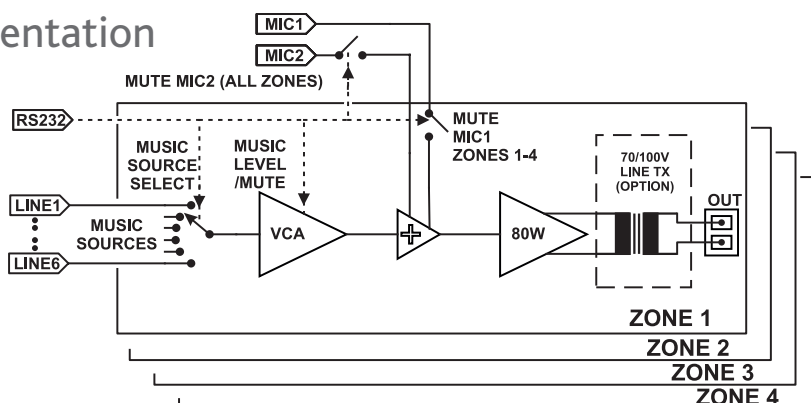 entation
MIC1
MIC2
MUTE MIC2 (ALL ZONES)
RS232
MUTE
MIC1
ZONES 1-4
MUSIC
SOURCE
SELECT
MUSIC
LEVEL
/MUTE
70/100V
LINE TX
(OPTION)
LINE1
MUSIC
SOURCES
LINE6
VCA
80W
OUT
ZONE 1
ZONE 2
ZONE 3
ZONE 4